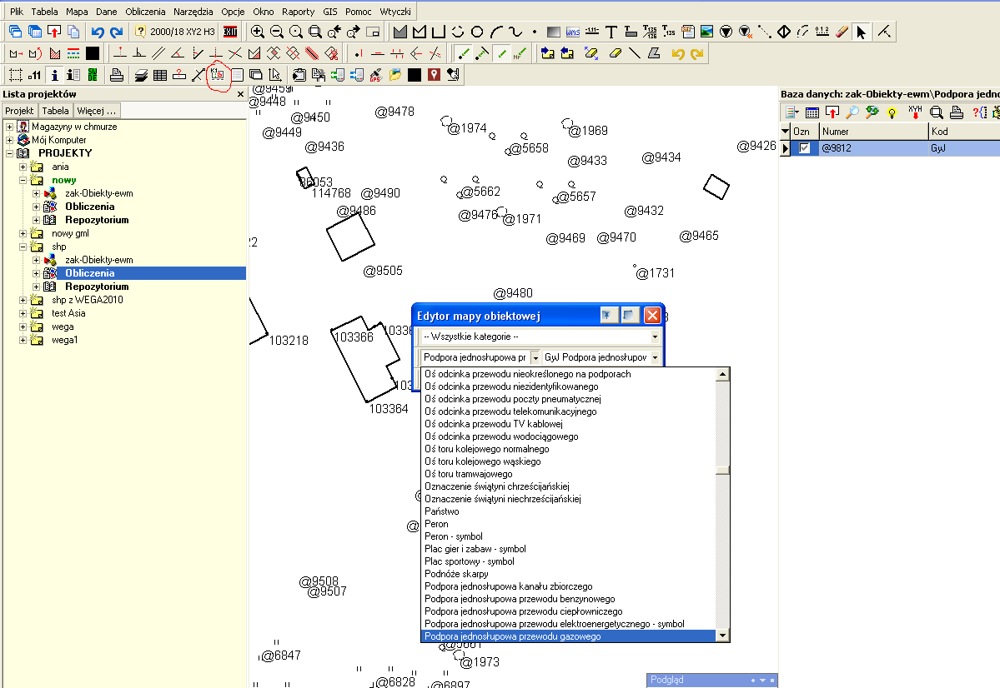 Plik Tabela Mapa Dane Obliczenia Narzędzia Opcje Okno Raporty GIS Pomoc Wtyczki
2000/18 XY2 H3 EXIT
Lista projektów
Projekt Tabela Więcej ...
Magazyny w chmurze
Mój Komputer
PROJEKTY
ania
nowy
zak-Obiekty-ewm
Obliczenia
Repozytorium
nowy gml
shp
zak-Obiekty-ewm
Obliczenia
Repozytorium
shp z WEGA2010
test Asia
wega
wega1
@9459
@9448
@9450
@9478
@9449
@1974
@1969
@9436
@5658
@9433
@9434
@9426
86053
114768
@9490
@5662
@5657
@9486
@9476
@1971
@9432
@9469
@9470
@9465
@9505
@1731
@9480
103218
103366
103364
@9508
@9507
@6847
@5661
@1973
@6828
@6897
Edytor mapy obiektowej
-- Wszystkie kategorie --
Podpora jednosłupowa pr
GyJ Podpora jednosłupov
Oś odcinka przewodu nieokreślonego na podporach
Oś odcinka przewodu niezidentyfikowanego
Oś odcinka przewodu poczty pneumatycznej
Oś odcinka przewodu telekomunikacyjnego
Oś odcinka przewodu TV kablowej
Oś odcinka przewodu wodociągowego
Oś toru kolejowego normalnego
Oś toru kolejowego wąskiego
Oś toru tramwajowego
Oznaczenie świątyni chrześcijańskiej
Oznaczenie świątyni niechrześcijańskiej
Państwo
Peron
Peron - symbol
Plac gier i zabaw - symbol
Plac sportowy - symbol
Podnóże skarpy
Podpora jednosłupowa kanału zbiorczego
Podpora jednosłupowa przewodu benzynowego
Podpora jednosłupowa przewodu ciepłowniczego
Podpora jednosłupowa przewodu elektroenergetycznego - symbol
Podpora jednosłupowa przewodu gazowego
Podgląd
Baza danych: zak-Obiekty-ewm\Podpora jedno
Ozn Numer Kod
@9812 GyJ